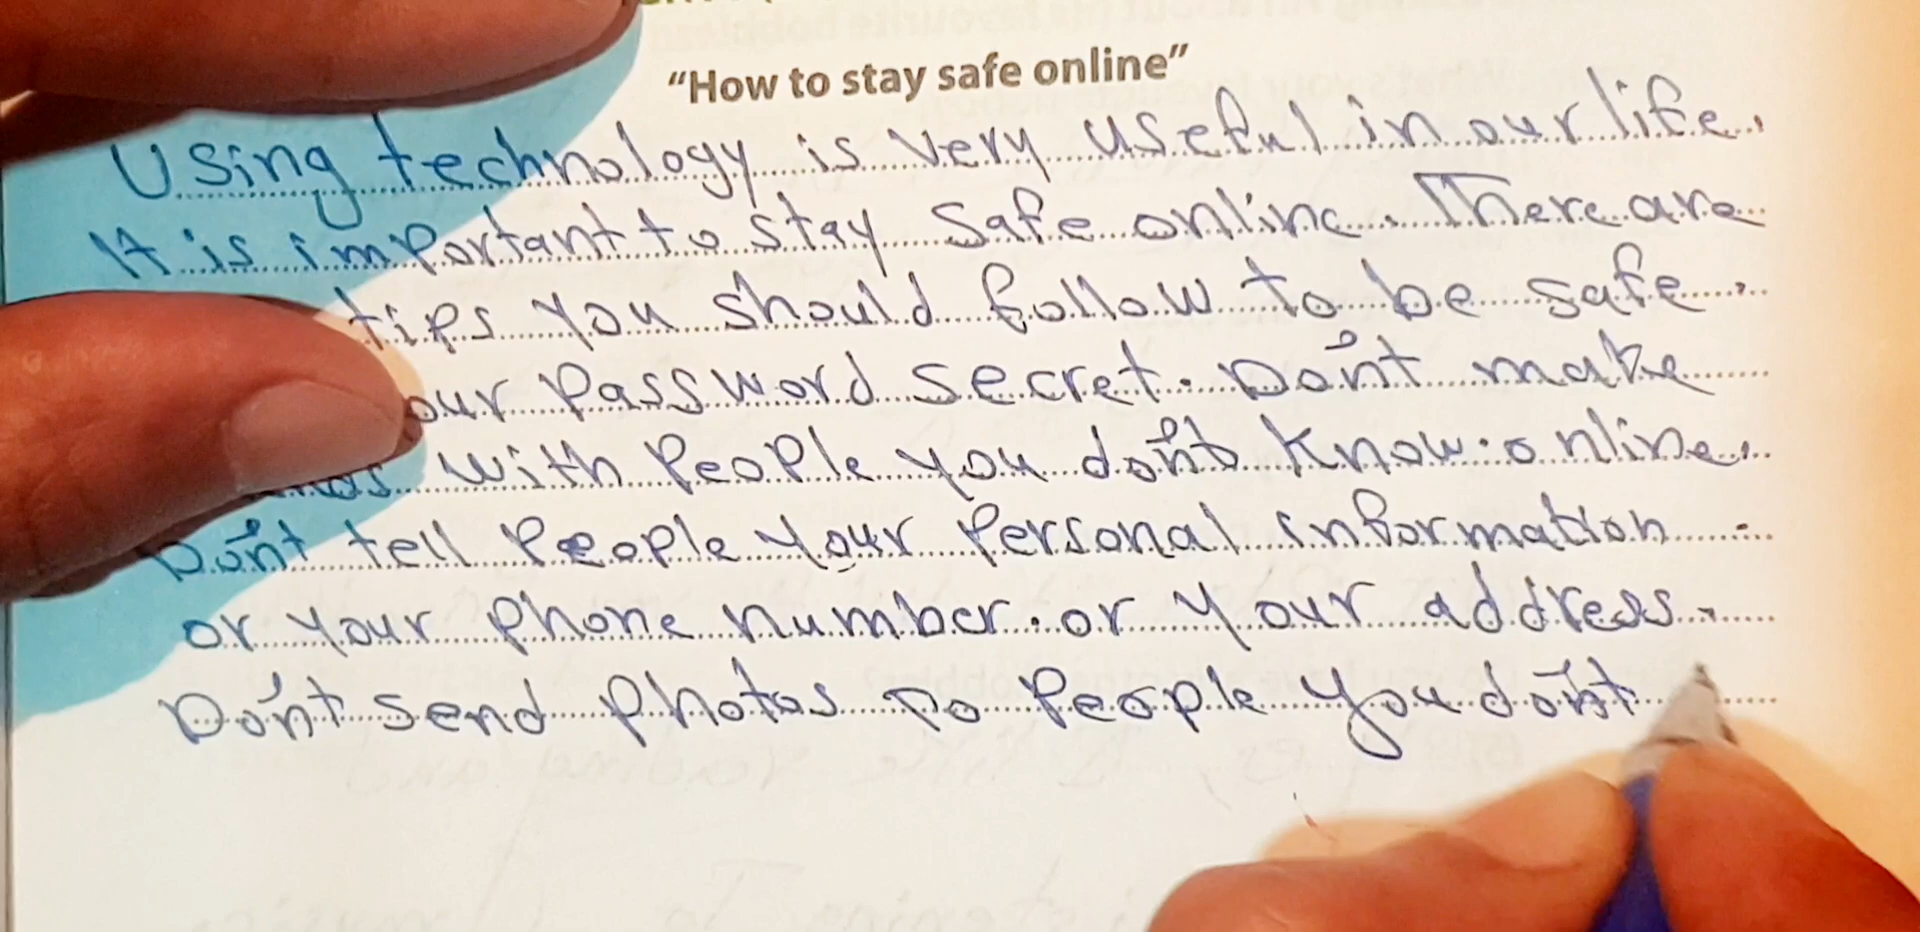 "How to stay safe online"
Using technology is very useful in our life.
It is important to stay safe online. There are
tips you should follow to be safe.
our password secret. Don't make
with people you don't know online.
Don't tell people your personal information
or your phone number. or your address.
Don't send photos to people you don't